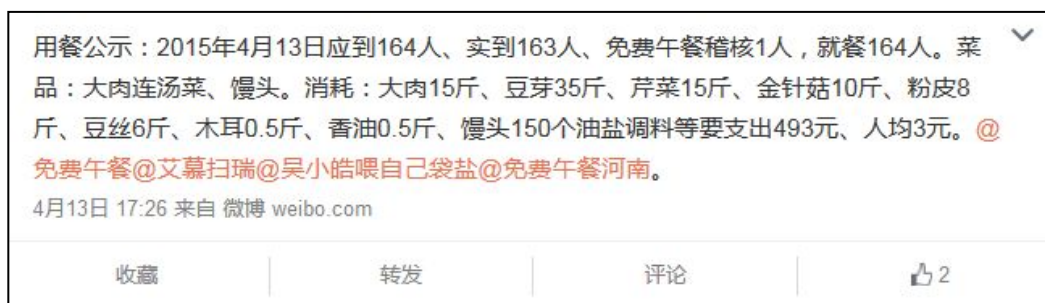 用餐公示：2015年4月13日应到164人、实到163人、免费午餐稽核1人，就餐164人。菜
品：大肉连汤菜、馒头。消耗：大肉15斤、豆芽35斤、芹菜15斤、金针菇10斤、粉皮8
斤、豆丝6斤、木耳0.5斤、香油0.5斤、馒头150个油盐调料等要支出493元、人均3元。@
免费午餐@艾慕扫瑞@吴小皓喂自己袋盐@免费午餐河南。
4月13日 17:26 来自 微博 weibo.com
收藏 转发 评论 2